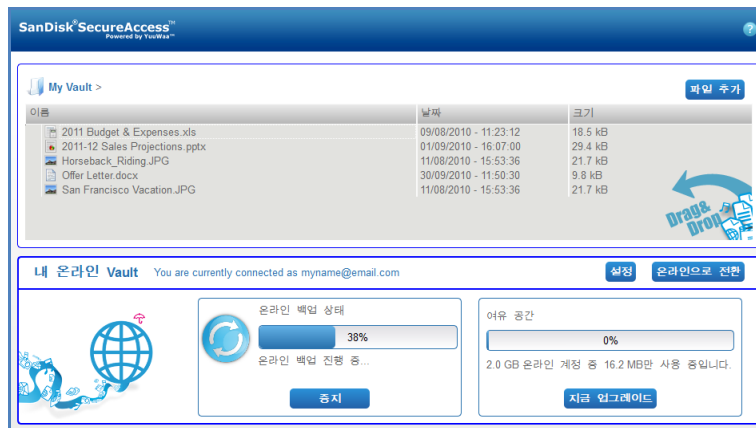 SanDisk® SecureAccess™
Powered by YuuWaa™
?
My Vault >
파일 추가
이름 날짜 크기
2011 Budget & Expenses.xls 09/08/2010 - 11:23:12 18.5 kB
2011-12 Sales Projections.pptx 01/09/2010 - 16:07:00 29.4 kB
Horseback_Riding.JPG 11/08/2010 - 15:53:36 21.7 kB
Offer Letter.docx 30/09/2010 - 11:50:30 9.8 kB
San Francisco Vacation.JPG 11/08/2010 - 15:53:36 21.7 kB
Drag&
Drop
내 온라인 Vault You are currently connected as myname@email.com 설정 온라인으로 전환
온라인 백업 상태
38%
온라인 백업 진행 중...
중지
여유 공간
0%
2.0 GB 온라인 계정 중 16.2 MB만 사용 중입니다.
지금 업그레이드